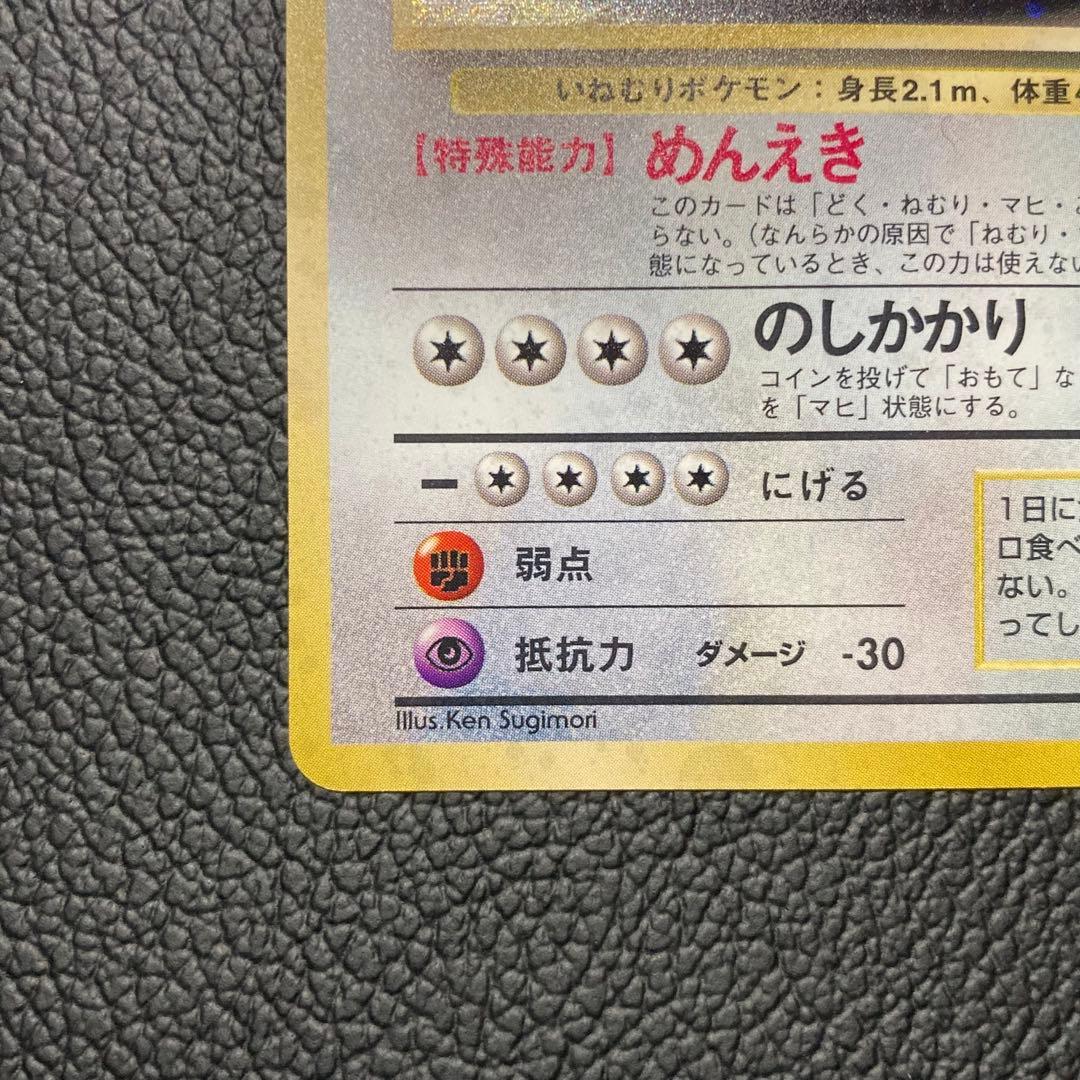 いねむりポケモン：身長2.1m、体重
【特殊能力】 めんえき
このカードは「どく・ねむり・マヒ・
らない。（なんらかの原因で「ねむり・
態になっているとき、この力は使えない
のしかかり
コインを投げて「おもて」な
を「マヒ」状態にする。
にげる
弱点
抵抗力 ダメージ -30
1日に
口食べ
ない。
ってし
Illus.Ken Sugimori